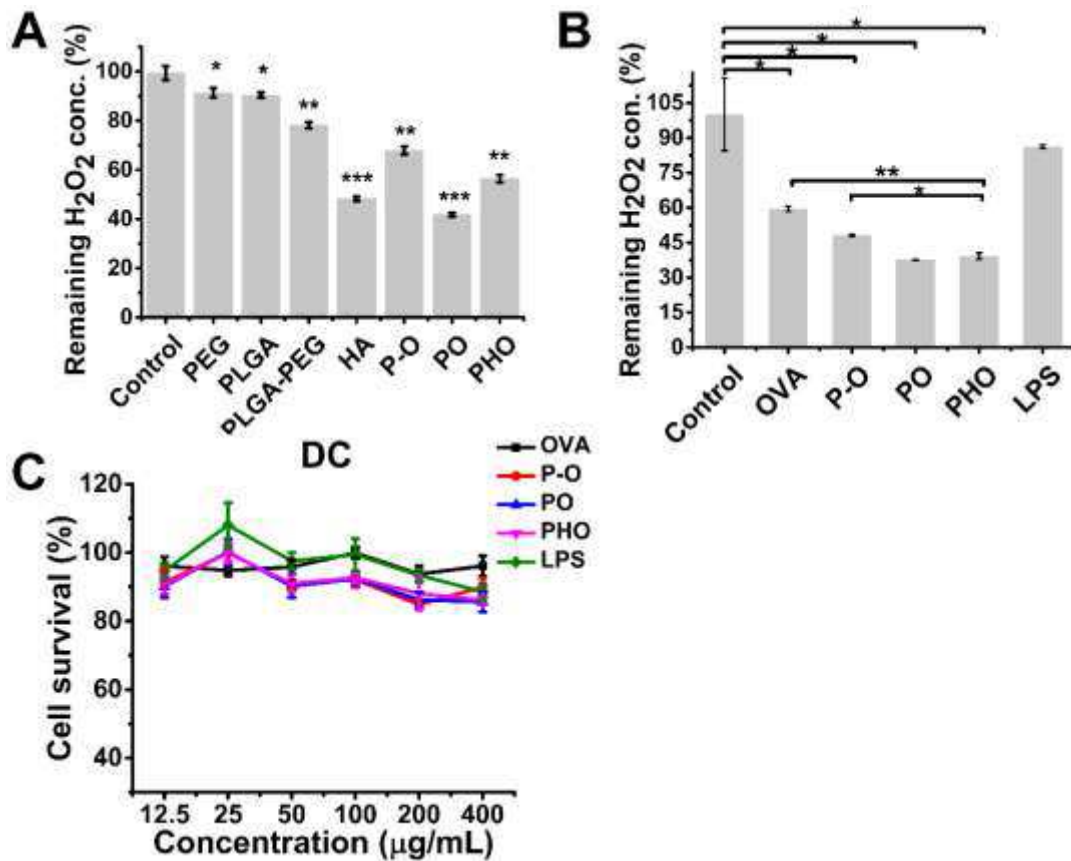 A
Remaining H2O2 conc. (%)
100
80
60
40
60
0
*
*
**
***
**
***
**
Control
PEG
PLGA
PLGA-PEG
HA
P-O
PO
PHO
B
Remaining H2O2 con. (%)
105
90
75
60
45
30
15
0
*
*
*
*
**
*
Control
OVA
P-O
PO
PHO
LPS
C
DC
OVA
P-O
PO
PHO
LPS
Cell survival (%)
120
100
80
60
40
12.5 25 50 100 200 400
Concentration (μg/mL)